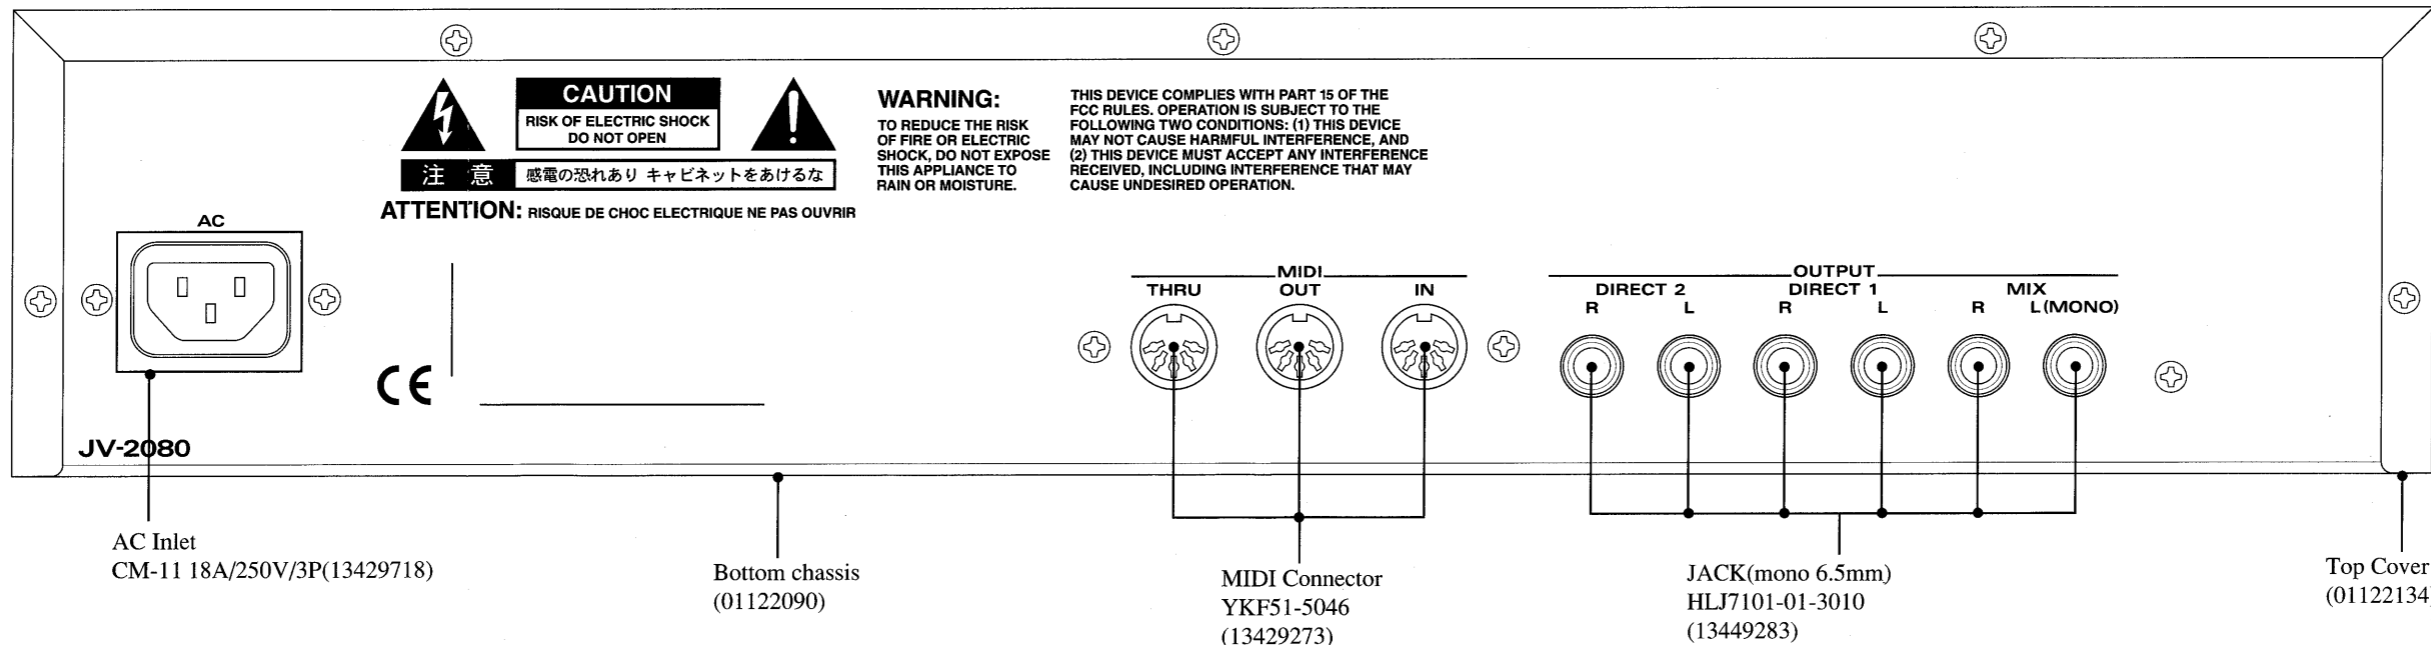 CAUTION
RISK OF ELECTRIC SHOCK
DO NOT OPEN
注 意
感電の恐れあり キャビネットをあけるな
ATTENTION: RISQUE DE CHOC ELECTRIQUE NE PAS OUVRIR
WARNING:
TO REDUCE THE RISK
OF FIRE OR ELECTRIC
SHOCK, DO NOT EXPOSE
THIS APPLIANCE TO
RAIN OR MOISTURE.
THIS DEVICE COMPLIES WITH PART 15 OF THE
FCC RULES. OPERATION IS SUBJECT TO THE
FOLLOWING TWO CONDITIONS: (1) THIS DEVICE
MAY NOT CAUSE HARMFUL INTERFERENCE, AND
(2) THIS DEVICE MUST ACCEPT ANY INTERFERENCE
RECEIVED, INCLUDING INTERFERENCE THAT MAY
CAUSE UNDESIRED OPERATION.
AC
CE
MIDI
THRU OUT IN
OUTPUT
DIRECT 2 DIRECT 1 MIX
R L R L R L(MONO)
JV-2080
AC Inlet
CM-11 18A/250V/3P(13429718)
Bottom chassis
(01122090)
MIDI Connector
YKF51-5046
(13429273)
JACK(mono 6.5mm)
HLJ7101-01-3010
(13449283)
Top Cover
(01122134